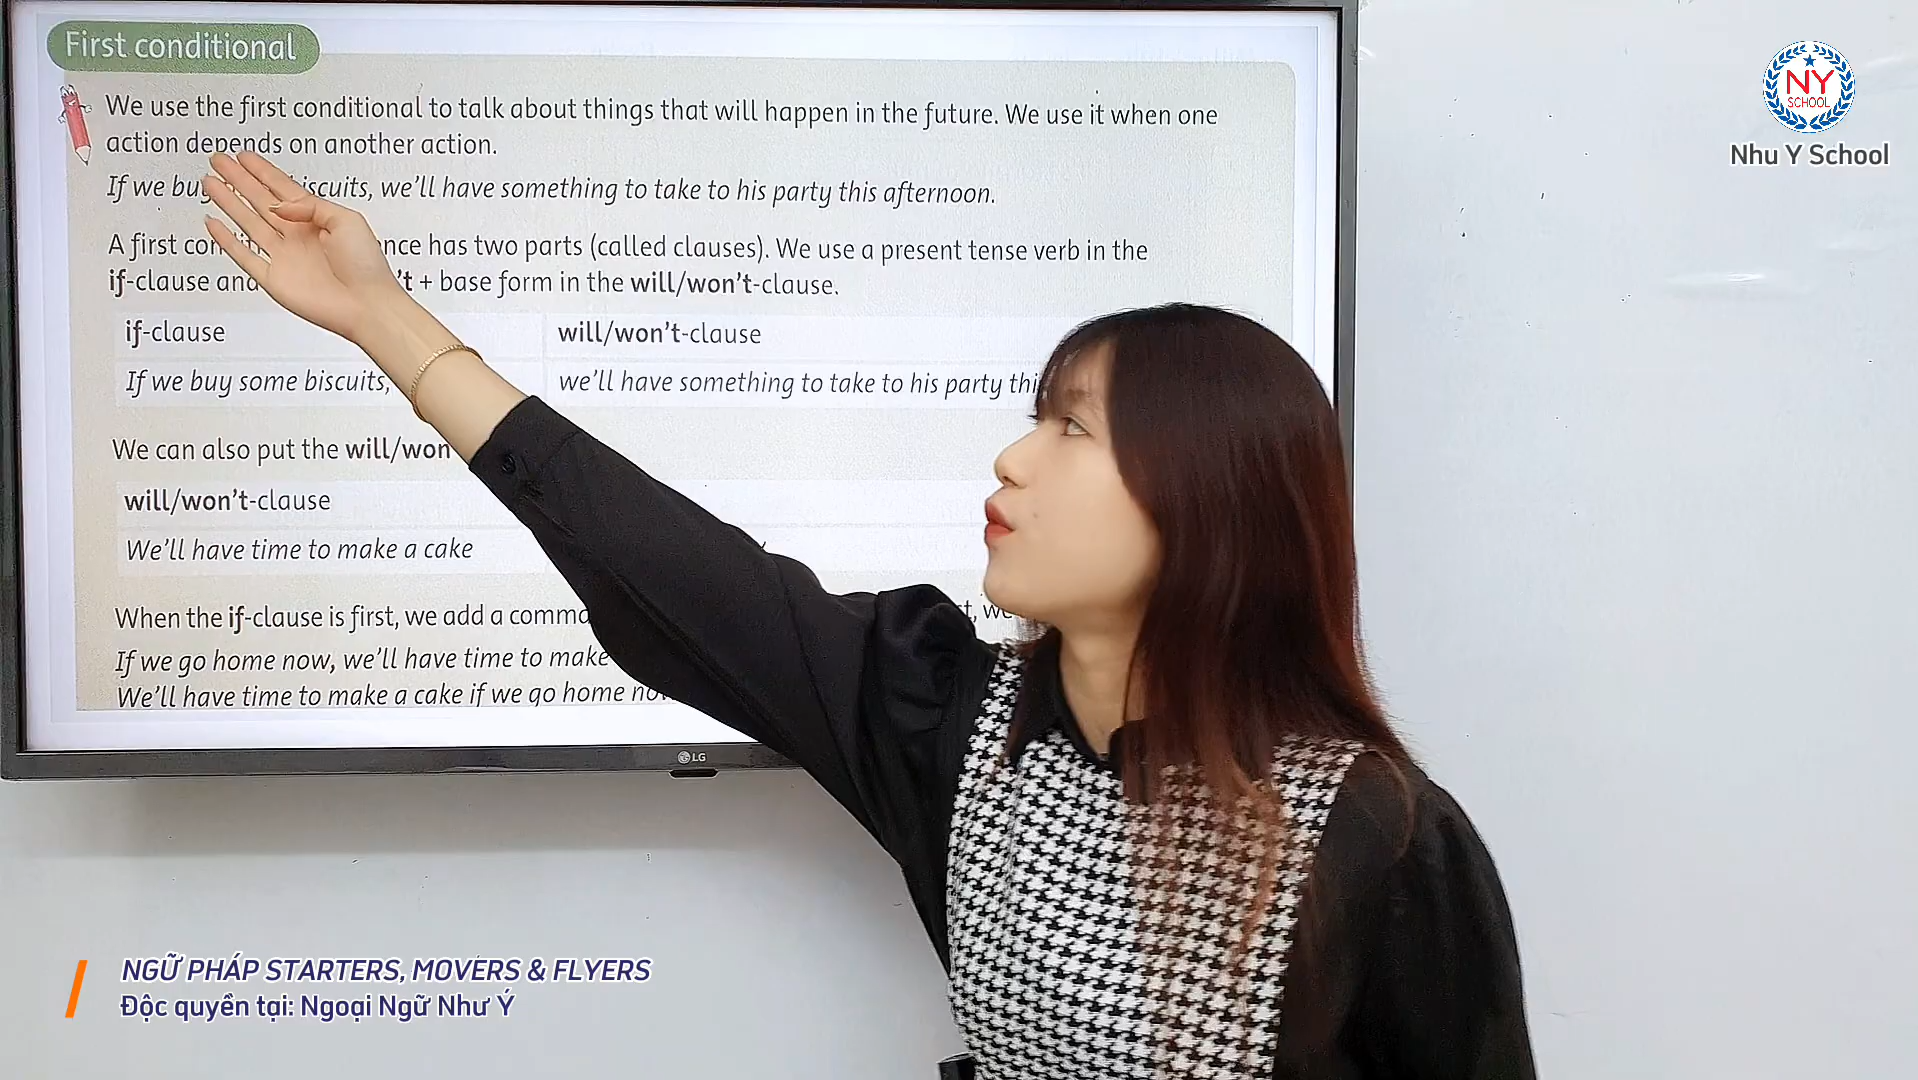 First conditional
We use the first conditional to talk about things that will happen in the future. We use it when one
action depends on another action.
If we buy biscuits, we'll have something to take to his party this afternoon.
A first has two parts (called clauses). We use a present tense verb in the
if-clause and + base form in the will/won't-clause.
if-clause will/won't-clause
If we buy some biscuits, we'll have something to take to his party
We can also put the will/won
will/won't-clause
We'll have time to make a cake
When the if-clause is first, we add a comma
If we go home now, we'll have time to make
We'll have time to make a cake if we go home
LG
NY
SCHOOL
Nhu Y School
NGỮ PHÁP STARTERS, MOVERS & FLYERS
Độc quyền tại: Ngoại Ngữ Như Ý